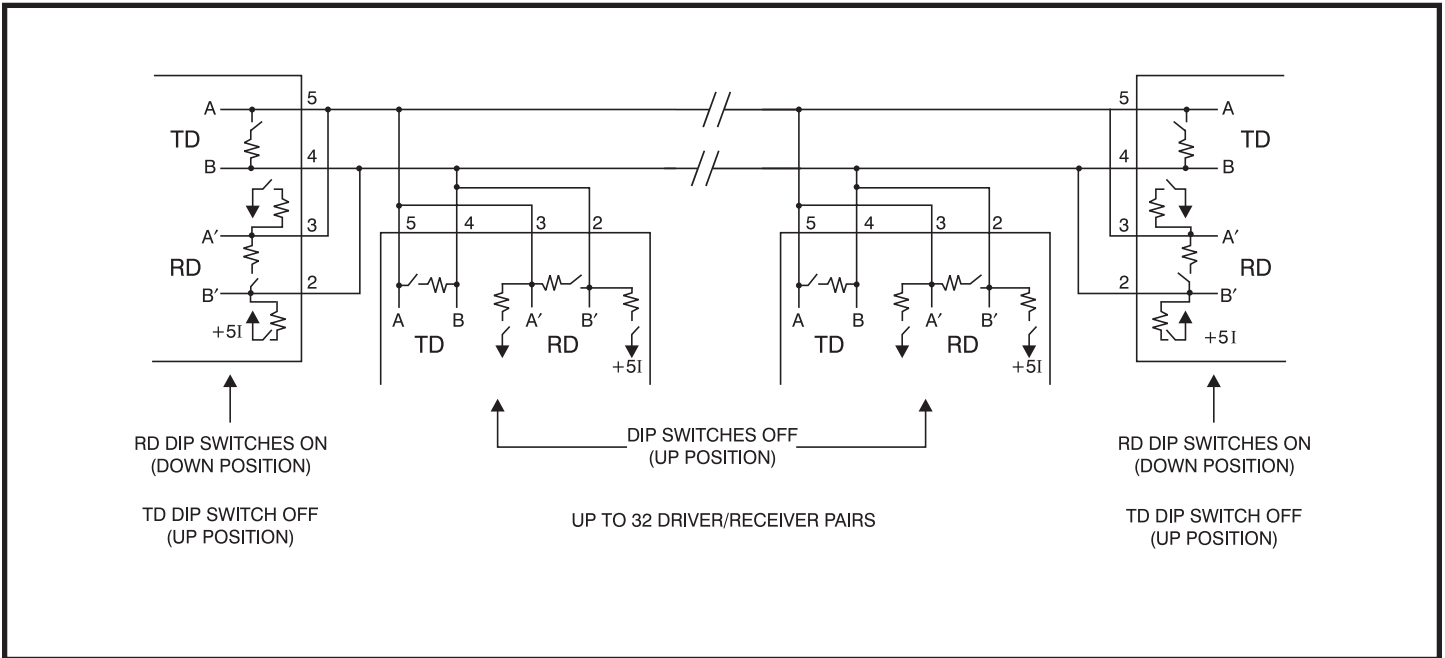 A 5 5 A
TD TD
B 4 4 B
5 4 3 2 5 4 3 2
A′ 3 3 A′
RD RD
B′ 2 2 B′
+5I +5I
A B A′ B′ A B A′ B′
TD RD TD RD
+5I +5I
RD DIP SWITCHES ON
(DOWN POSITION)
TD DIP SWITCH OFF
(UP POSITION)
DIP SWITCHES OFF
(UP POSITION)
UP TO 32 DRIVER/RECEIVER PAIRS
RD DIP SWITCHES ON
(DOWN POSITION)
TD DIP SWITCH OFF
(UP POSITION)